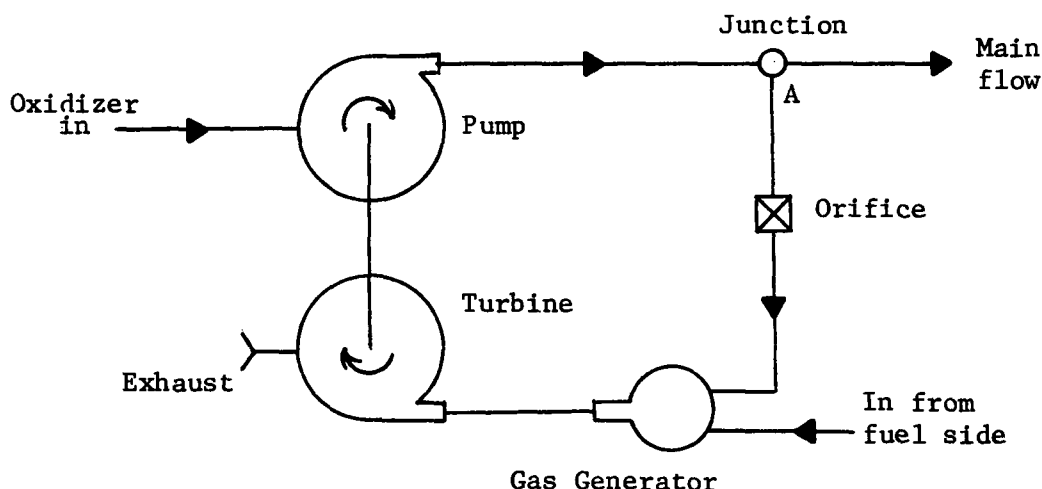 Junction
Main
flow
A
Oxidizer
in
Pump
Orifice
Turbine
Exhaust
In from
fuel side
Gas Generator